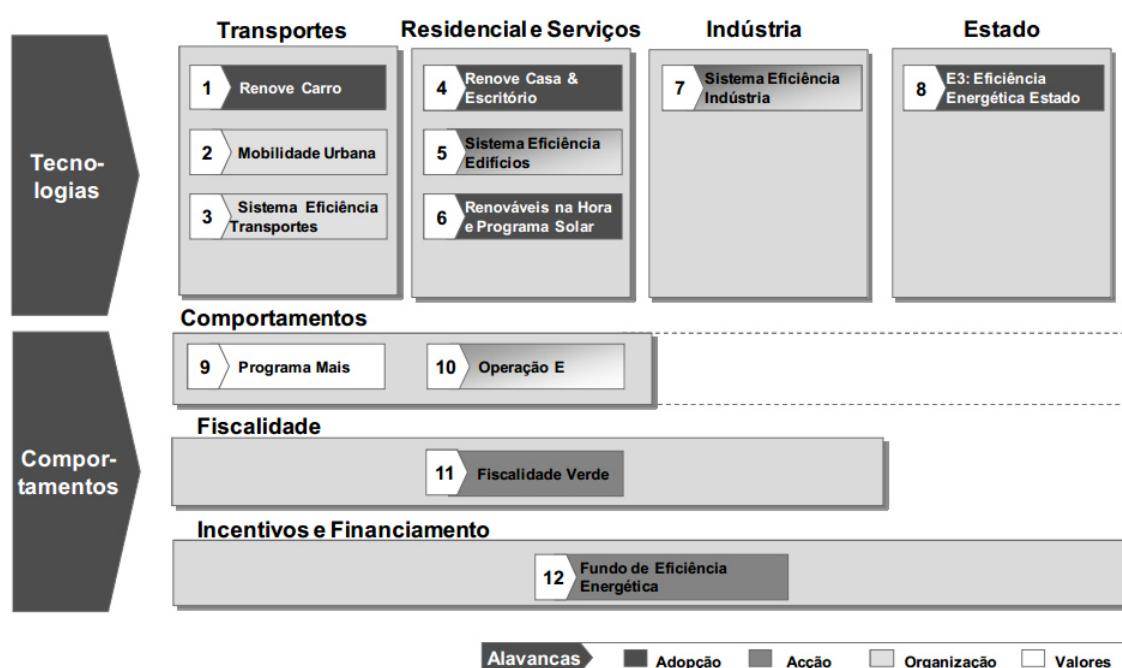 Transportes
Residencial e Serviços
Indústria
Estado
Tecno-
logias
1 Renove Carro
2 Mobilidade Urbana
3 Sistema Eficiência
Transportes
4 Renove Casa &
Escritório
5 Sistema Eficiência
Edifícios
6 Renováveis na Hora
e Programa Solar
7 Sistema Eficiência
Indústria
8 E3: Eficiência
Energética Estado
Compor-
tamentos
Comportamentos
9 Programa Mais
10 Operação E
Fiscalidade
11 Fiscalidade Verde
Incentivos e Financiamento
12 Fundo de Eficiência
Energética
Alavancas Adopção Acção Organização Valores